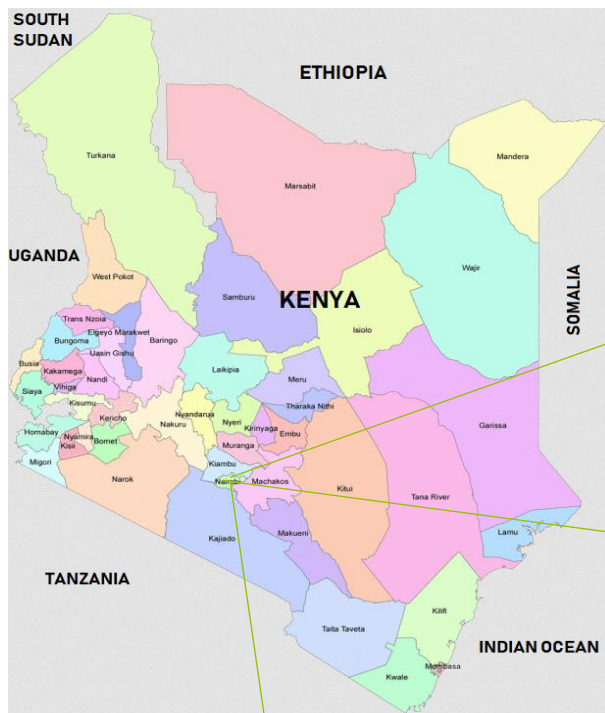 SOUTH
SUDAN
ETHIOPIA
Mandera
Turkana
Marsabit
UGANDA
West Pokot
Wajir
SOMALIA
Samburu
KENYA
Isiolo
Trans Nzoia
Elgeyo Marakwet
Bungoma
Baringo
Uasin Gishu
Busia
Kakamega
Laikipia
Nandi
Meru
Vihiga
Siaya
Tharaka Nithi
Kisumu
Nyandarua
Kericho
Nyeri
Garissa
Homabay
Nyamira
Nakuru
Kirinyaga
Embu
Kisii
Bomet
Muranga
Migori
Kiambu
Narok
Nairobi
Machakos
Kitui
Tana River
Lamu
Kajiado
Makueni
TANZANIA
Kilifi
Taita Taveta
INDIAN OCEAN
Mombasa
Kwale